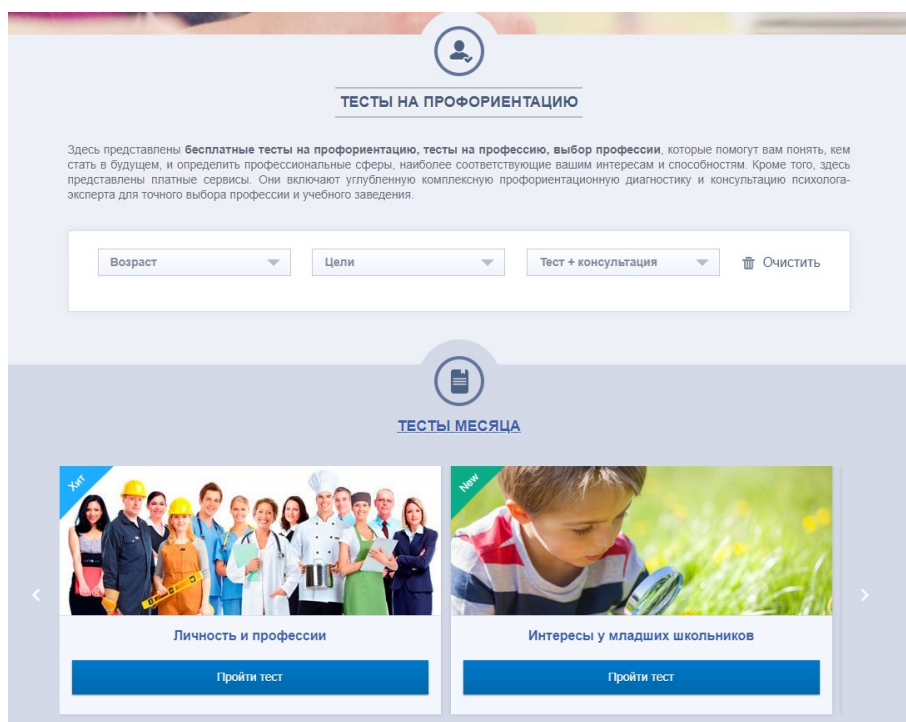 ТЕСТЫ НА ПРОФОРИЕНТАЦИЮ
Здесь представлены бесплатные тесты на профориентацию, тесты на профессию, выбор профессии, которые помогут вам понять, кем
стать в будущем, и определить профессиональные сферы, наиболее соответствующие вашим интересам и способностям. Кроме того, здесь
представлены платные сервисы. Они включают углубленную комплексную профориентационную диагностику и консультацию психолога-
эксперта для точного выбора профессии и учебного заведения.
Возраст Цели Тест + консультация Очистить
ТЕСТЫ МЕСЯЦА
Хит New
Личность и профессии Интересы у младших школьников
Пройти тест Пройти тест